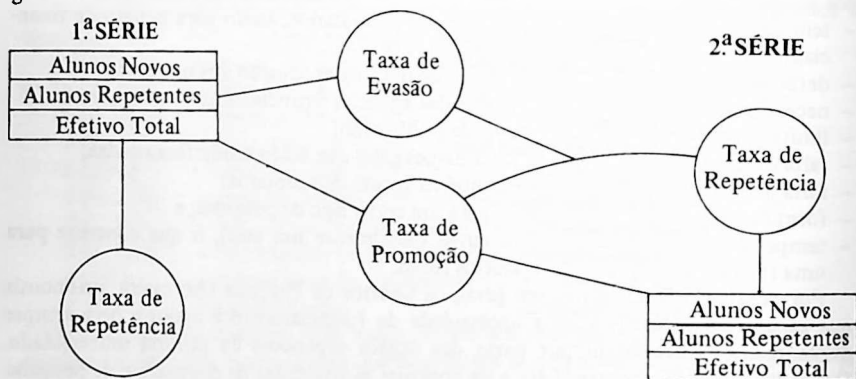 1ª SÉRIE
Alunos Novos
Alunos Repetentes
Efetivo Total
Taxa de
Evasão
2ª SÉRIE
Taxa de
Repetência
Taxa de
Promoção
Taxa de
Repetência
Alunos Novos
Alunos Repetentes
Efetivo Total